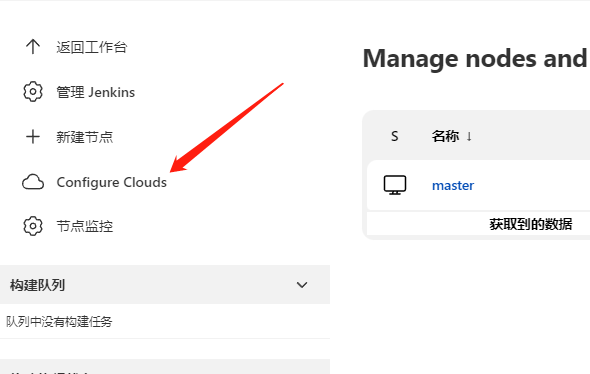 返回工作台
管理 Jenkins
新建节点
Configure Clouds
节点监控
构建队列
队列中没有构建任务
Manage nodes and
S 名称 ↓
master
获取到的数据